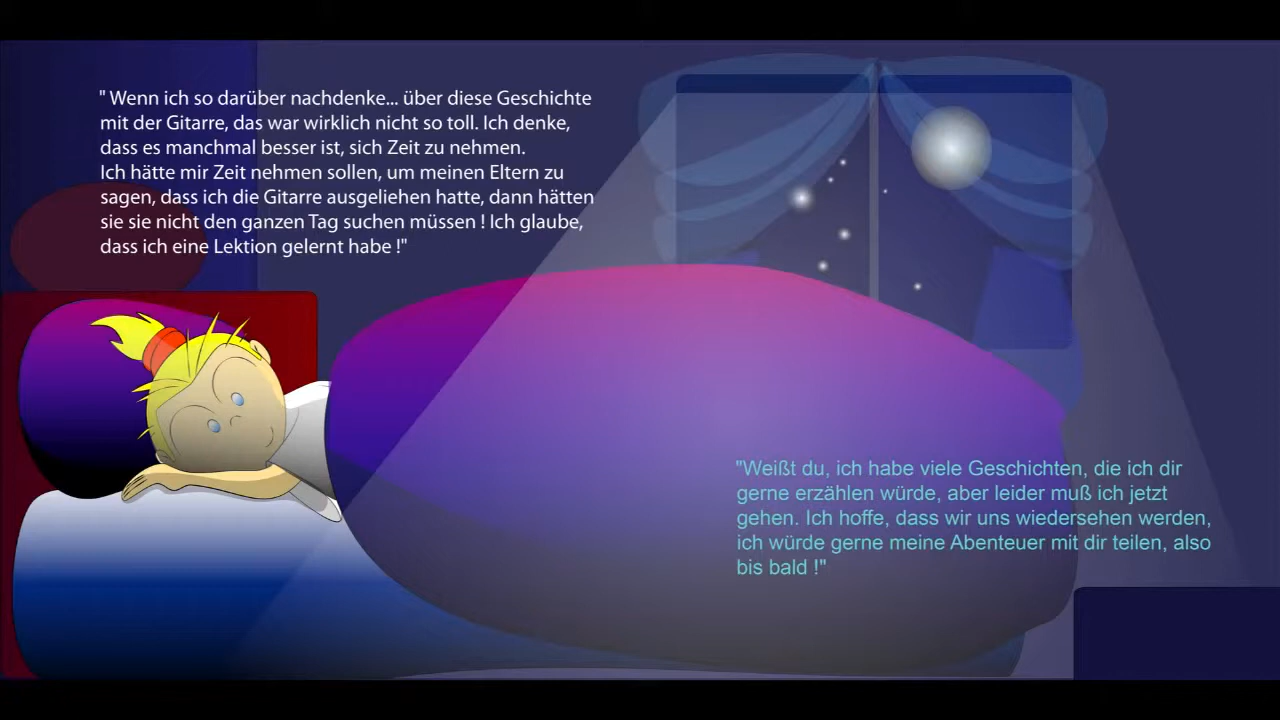 " Wenn ich so darüber nachdenke... über diese Geschichte
mit der Gitarre, das war wirklich nicht so toll. Ich denke,
dass es manchmal besser ist, sich Zeit zu nehmen.
Ich hätte mir Zeit nehmen sollen, um meinen Eltern zu
sagen, dass ich die Gitarre ausgeliehen hatte, dann hätten
sie sie nicht den ganzen Tag suchen müssen ! Ich glaube,
dass ich eine Lektion gelernt habe !"
"Weißt du, ich habe viele Geschichten, die ich dir
gerne erzählen würde, aber leider muß ich jetzt
gehen. Ich hoffe, dass wir uns wiedersehen werden,
ich würde gerne meine Abenteuer mit dir teilen, also
bis bald !"